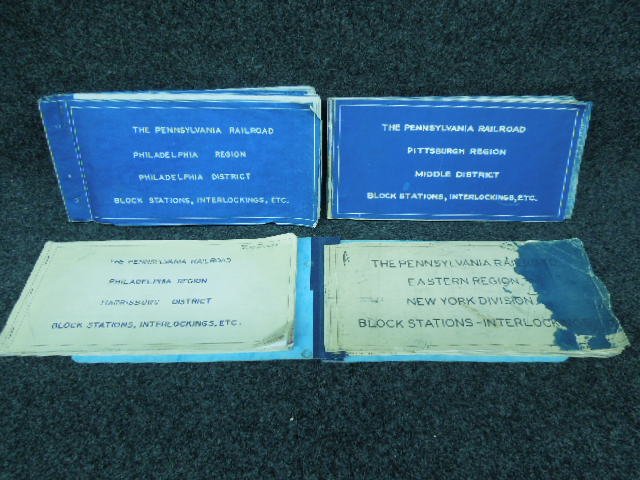 THE PENNSYLVANIA RAILROAD
PHILADELPHIA REGION
PHILADELPHIA DISTRICT
BLOCK STATIONS, INTERLOCKINGS, ETC.
THE PENNSYLVANIA RAILROAD
PITTSBURGH REGION
MIDDLE DISTRICT
BLOCK STATIONS, INTERLOCKINGS, ETC.
THE PENNSYLVANIA RAILROAD
PHILADELPHIA REGION
HARRISBURG DISTRICT
BLOCK STATIONS, INTERLOCKINGS, ETC.
THE PENNSYLVANIA RAILROAD
EASTERN REGION
NEW YORK DIVISION
BLOCK STATIONS - INTERLOCKINGS